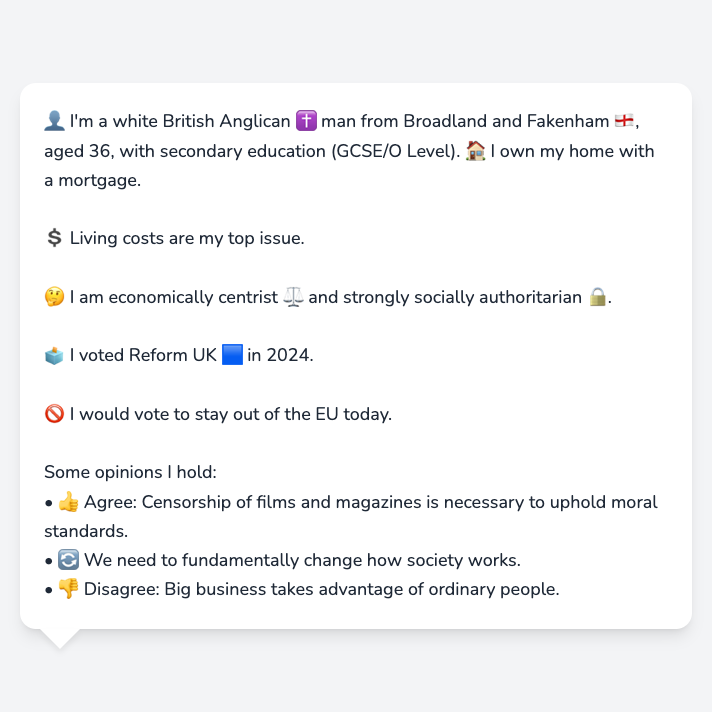 👤 I'm a white British Anglican ✝️ man from Broadland and Fakenham 🏴󠁧󠁢󠁥󠁮󠁧󠁿,
aged 36, with secondary education (GCSE/O Level). 🏠 I own my home with
a mortgage.
💲 Living costs are my top issue.
🤔 I am economically centrist ⚖️ and strongly socially authoritarian 🔒.
🗳️ I voted Reform UK 🟦 in 2024.
🚫 I would vote to stay out of the EU today.
Some opinions I hold:
• 👍 Agree: Censorship of films and magazines is necessary to uphold moral
standards.
• 🔄 We need to fundamentally change how society works.
• 👎 Disagree: Big business takes advantage of ordinary people.